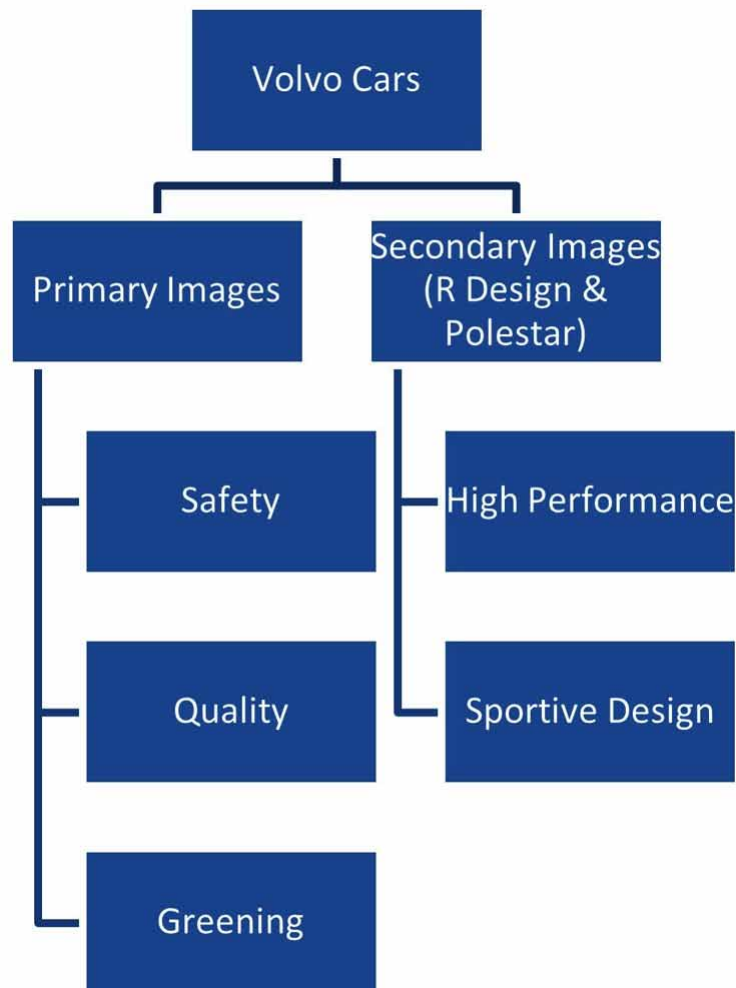 Volvo Cars
Primary Images
Secondary Images
(R Design &
Polestar)
Safety
Quality
Greening
High Performance
Sportive Design